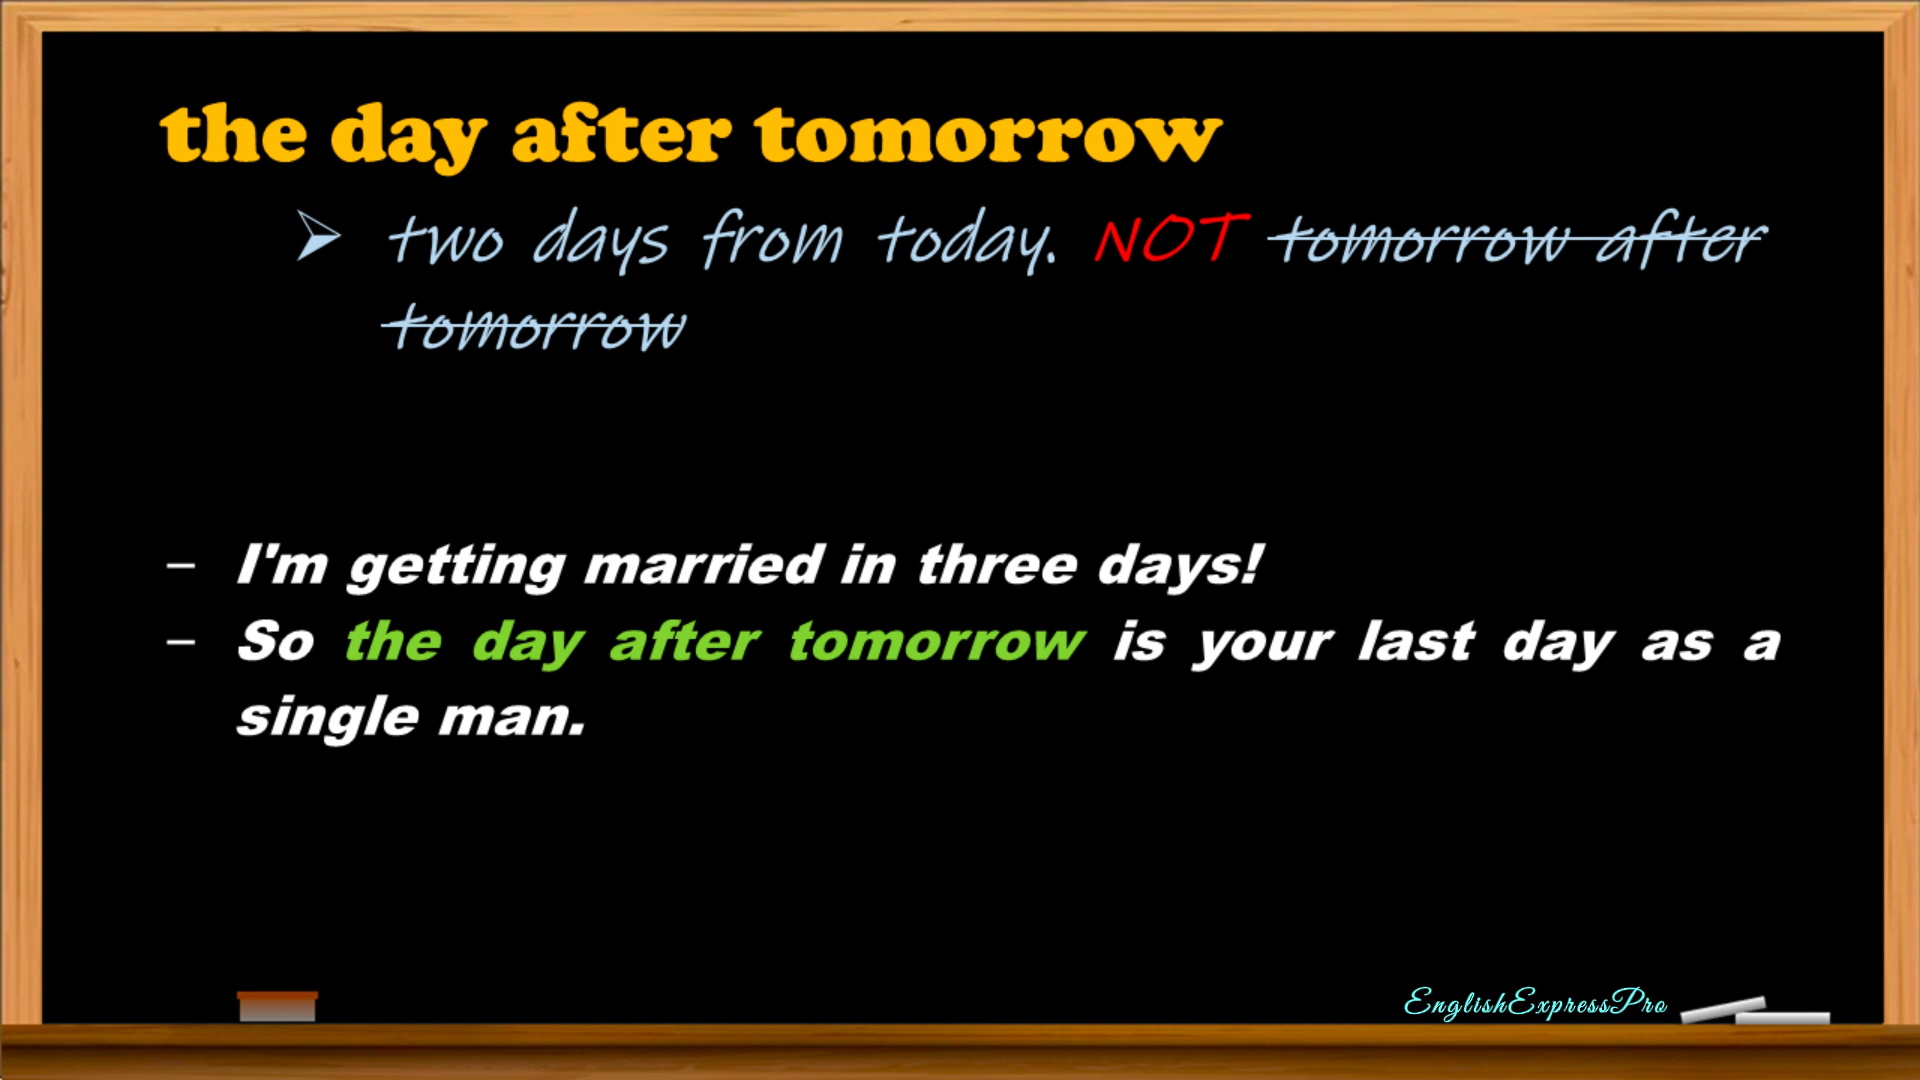 the day after tomorrow
➢ two days from today. NOT tomorrow after
tomorrow
– I'm getting married in three days!
– So the day after tomorrow is your last day as a
single man.
EnglishExpressPro